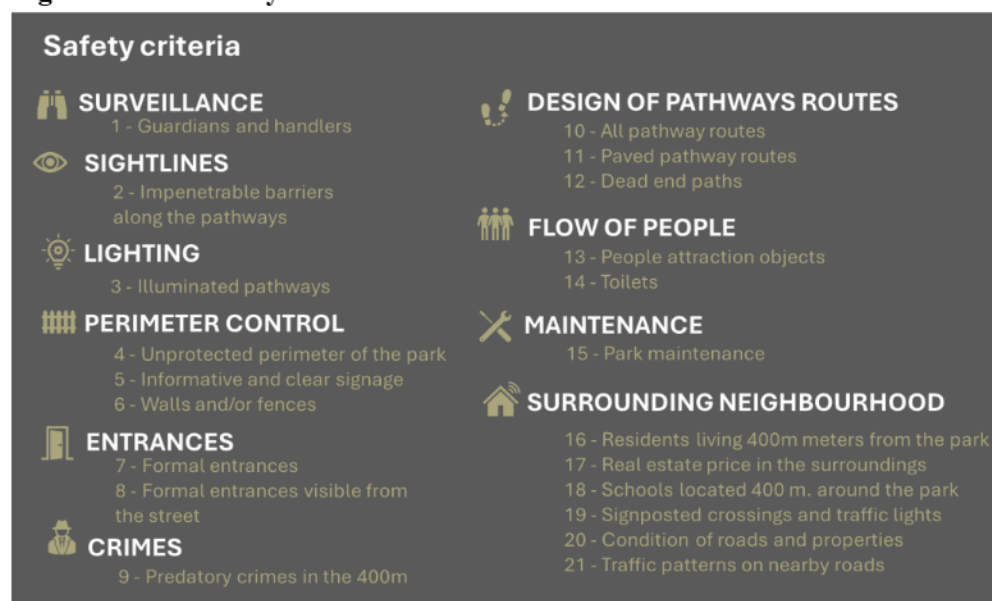 Safety criteria
SURVEILLANCE
1 - Guardians and handlers
SIGHTLINES
2 - Impenetrable barriers
along the pathways
LIGHTING
3 - Illuminated pathways
PERIMETER CONTROL
4 - Unprotected perimeter of the park
5 - Informative and clear signage
6 - Walls and/or fences
ENTRANCES
7 - Formal entrances
8 - Formal entrances visible from
the street
CRIMES
9 - Predatory crimes in the 400m
DESIGN OF PATHWAYS ROUTES
10 - All pathway routes
11 - Paved pathway routes
12 - Dead end paths
FLOW OF PEOPLE
13 - People attraction objects
14 - Toilets
MAINTENANCE
15 - Park maintenance
SURROUNDING NEIGHBOURHOOD
16 - Residents living 400m meters from the park
17 - Real estate price in the surroundings
18 - Schools located 400 m. around the park
19 - Signposted crossings and traffic lights
20 - Condition of roads and properties
21 - Traffic patterns on nearby roads